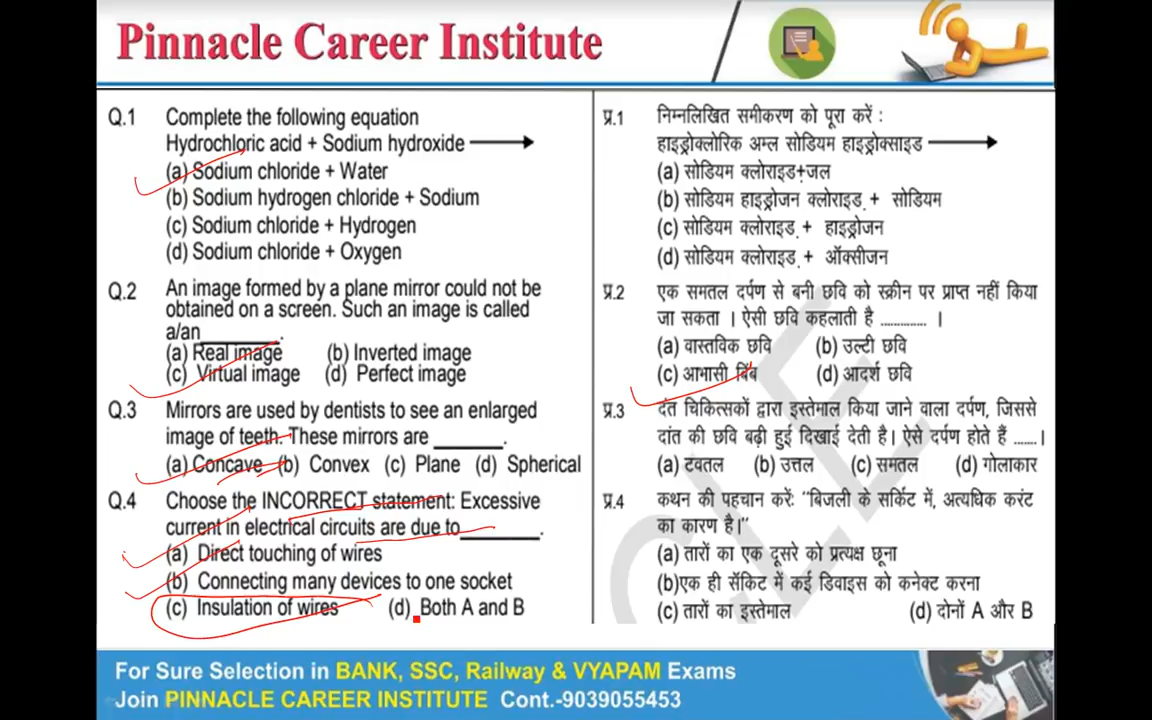 Pinnacle Career Institute
Q.1 Complete the following equation
Hydrochloric acid + Sodium hydroxide
(a) Sodium chloride + Water
(b) Sodium hydrogen chloride + Sodium
(c) Sodium chloride + Hydrogen
(d) Sodium chloride + Oxygen
Q.2 An image formed by a plane mirror could not be
obtained on a screen. Such an image is called
a/an________.
(a) Real image (b) Inverted image
(c) Virtual image (d) Perfect image
Q.3 Mirrors are used by dentists to see an enlarged
image of teeth. These mirrors are _______.
(a) Concave (b) Convex (c) Plane (d) Spherical
Q.4 Choose the INCORRECT statement: Excessive
current in electrical circuits are due to________.
(a) Direct touching of wires
(b) Connecting many devices to one socket
(c) Insulation of wires (d) Both A and B
प्र.1 निम्नलिखित समीकरण को पूरा करें :
हाइड्रोक्लोरिक अम्ल सोडियम हाइड्रोक्साइड
(a) सोडियम क्लोराइड+जल
(b) सोडियम हाइड्रोजन क्लोराइड + सोडियम
(c) सोडियम क्लोराइड + हाइड्रोजन
(d) सोडियम क्लोराइड + ऑक्सीजन
प्र.2 एक समतल दर्पण से बनी छवि को स्क्रीन पर प्राप्त नहीं किया
जा सकता । ऐसी छवि कहलाती है ............. ।
(a) वास्तविक छवि (b) उल्टी छवि
(c) आभासी बिंब (d) आदर्श छवि
प्र.3 दंत चिकित्सकों द्वारा इस्तेमाल किया जाने वाला दर्पण, जिससे
दांत की छवि बढ़ी हुई दिखाई देती है। ऐसे दर्पण होते हैं .......।
(a) टवतल (b) उत्तल (c) समतल (d) गोलाकार
प्र.4 कथन की पहचान करें: "बिजली के सर्किट में, अत्यधिक करंट
का कारण है।"
(a) तारों का एक दूसरे को प्रत्यक्ष छूना
(b)एक ही सॅकिट में कई डिवाइस को कनेक्ट करना
(c) तारों का इस्तेमाल (d) दोनों A और B
For Sure Selection in BANK, SSC, Railway & VYAPAM Exams
Join PINNACLE CAREER INSTITUTE Cont.-9039055453